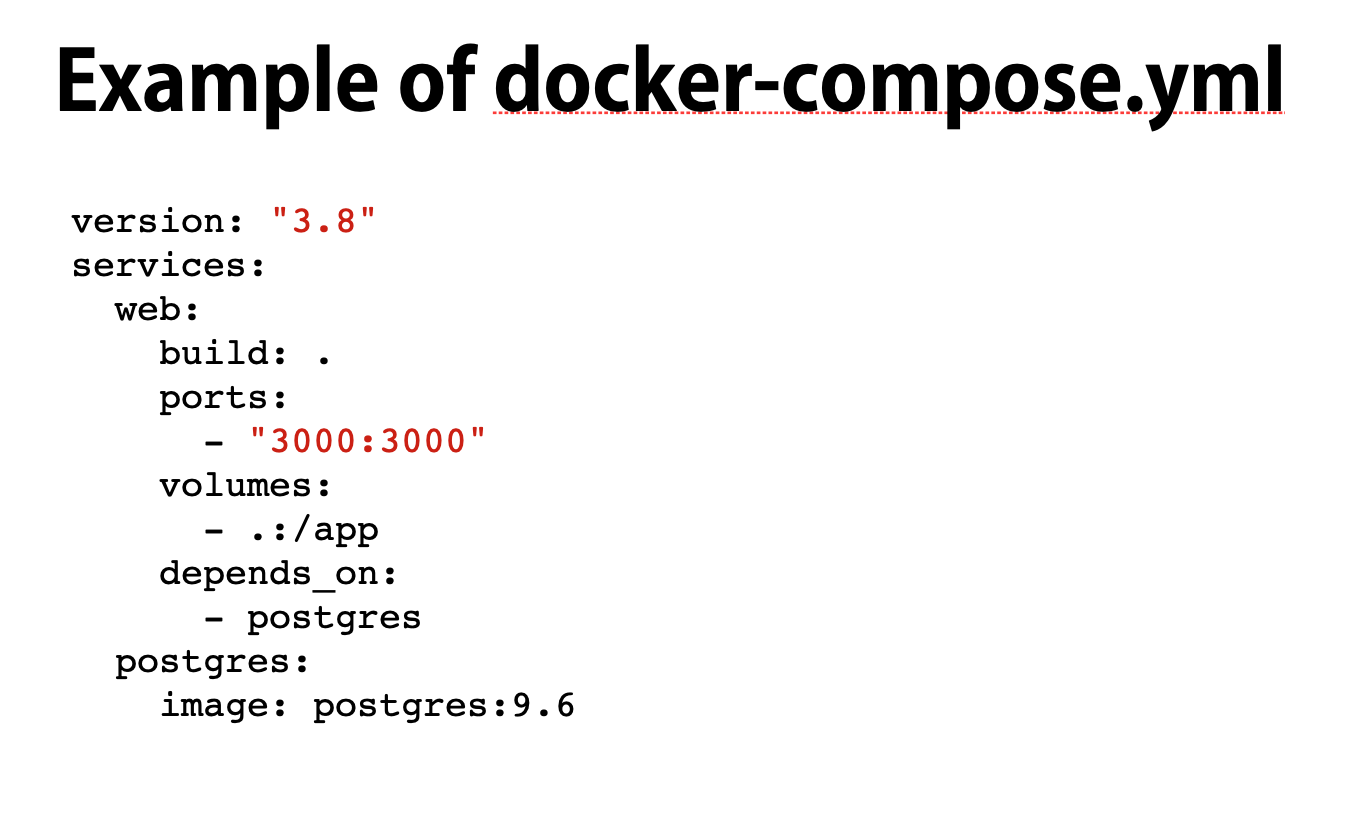 Example of docker-compose.yml
version: "3.8"
services:
  web:
    build: .
    ports:
      - "3000:3000"
    volumes:
      - .:/app
    depends_on:
      - postgres
  postgres:
    image: postgres:9.6